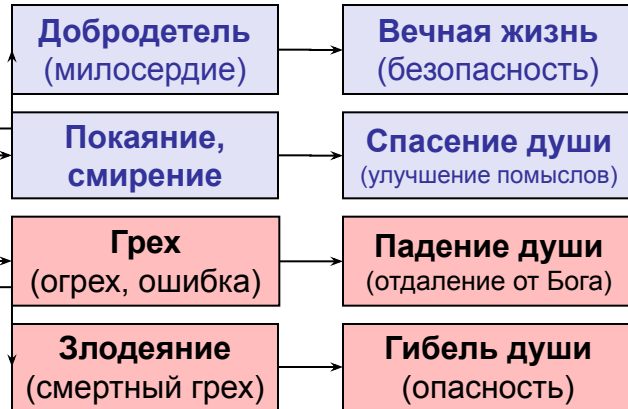 Добродетель
(милосердие)
Вечная жизнь
(безопасность)
Покаяние,
смирение
Спасение души
(улучшение помыслов)
Грех
(огрех, ошибка)
Падение души
(отдаление от Бога)
Злодеяние
(смертный грех)
Гибель души
(опасность)